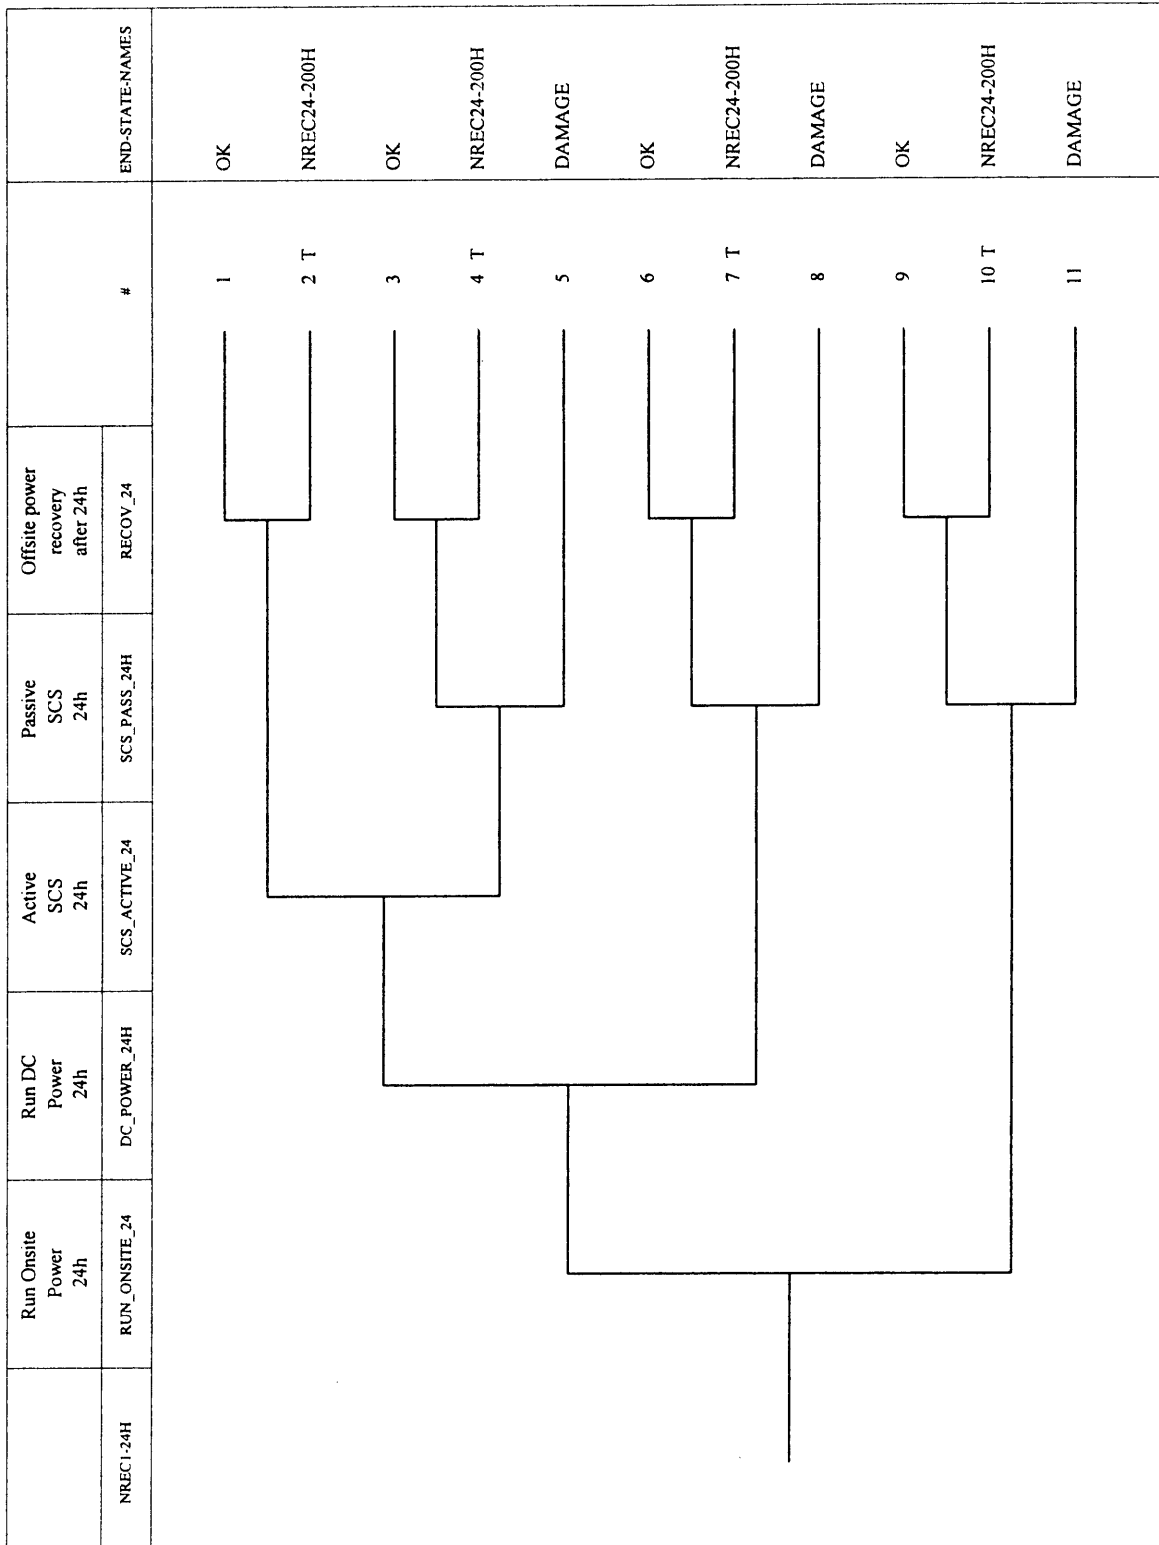 Run Onsite
Power
24h
Run DC
Power
24h
Active
SCS
24h
Passive
SCS
24h
Offsite power
recovery
after 24h
NREC1-24H
RUN_ONSITE_24
DC_POWER_24H
SCS_ACTIVE_24
SCS_PASS_24H
RECOV_24
#
END-STATE-NAMES
1 OK
2 T NREC24-200H
3 OK
4 T NREC24-200H
5 DAMAGE
6 OK
7 T NREC24-200H
8 DAMAGE
9 OK
10 T NREC24-200H
11 DAMAGE